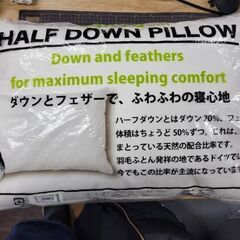 HALF DOWN PILLOW
Down and feathers
for maximum sleeping comfort
ダウンとフェザーで、ふわふわの寝心地
ハーフダウンとはダウン70%、フェ
体積はちょうど50%ずつ。これは
まとっている天然の配合比率です。
羽毛ふとん発祥の地であるドイツでは
今もこの比率が主流になっています